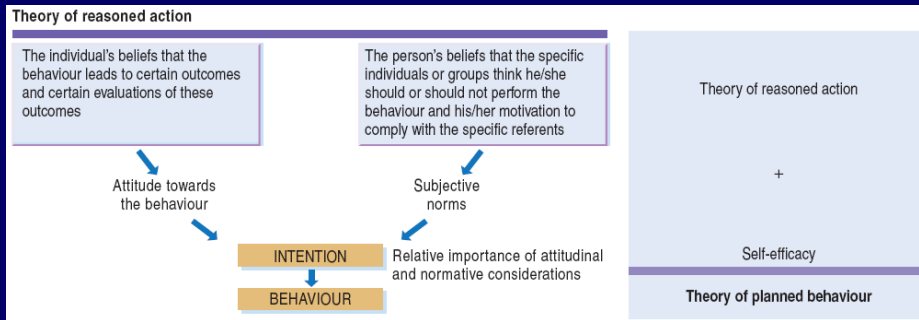 Theory of reasoned action
The individual's beliefs that the
behaviour leads to certain outcomes
and certain evaluations of these
outcomes
The person's beliefs that the specific
individuals or groups think he/she
should or should not perform the
behaviour and his/her motivation to
comply with the specific referents
Attitude towards
the behaviour
Subjective
norms
INTENTION
Relative importance of attitudinal
and normative considerations
BEHAVIOUR
Theory of reasoned action
+
Self-efficacy
Theory of planned behaviour